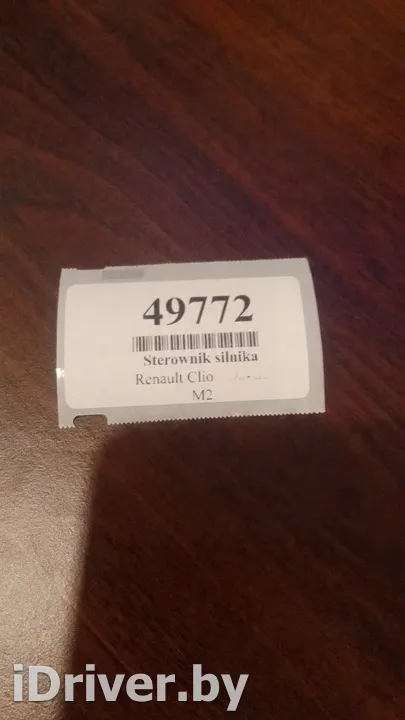 49772
Sterownik silnika
Renault Clio
M2
iDriver.by